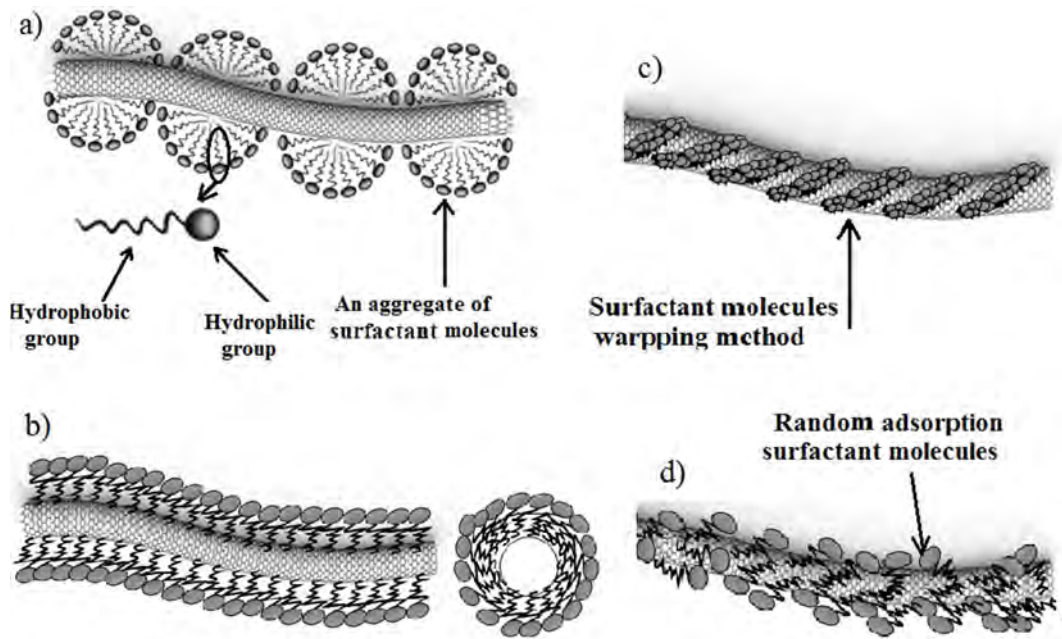 a)
Hydrophobic
group
Hydrophilic
group
An aggregate of
surfactant molecules
c)
Surfactant molecules
warpping method
b)
Random adsorption
surfactant molecules
d)